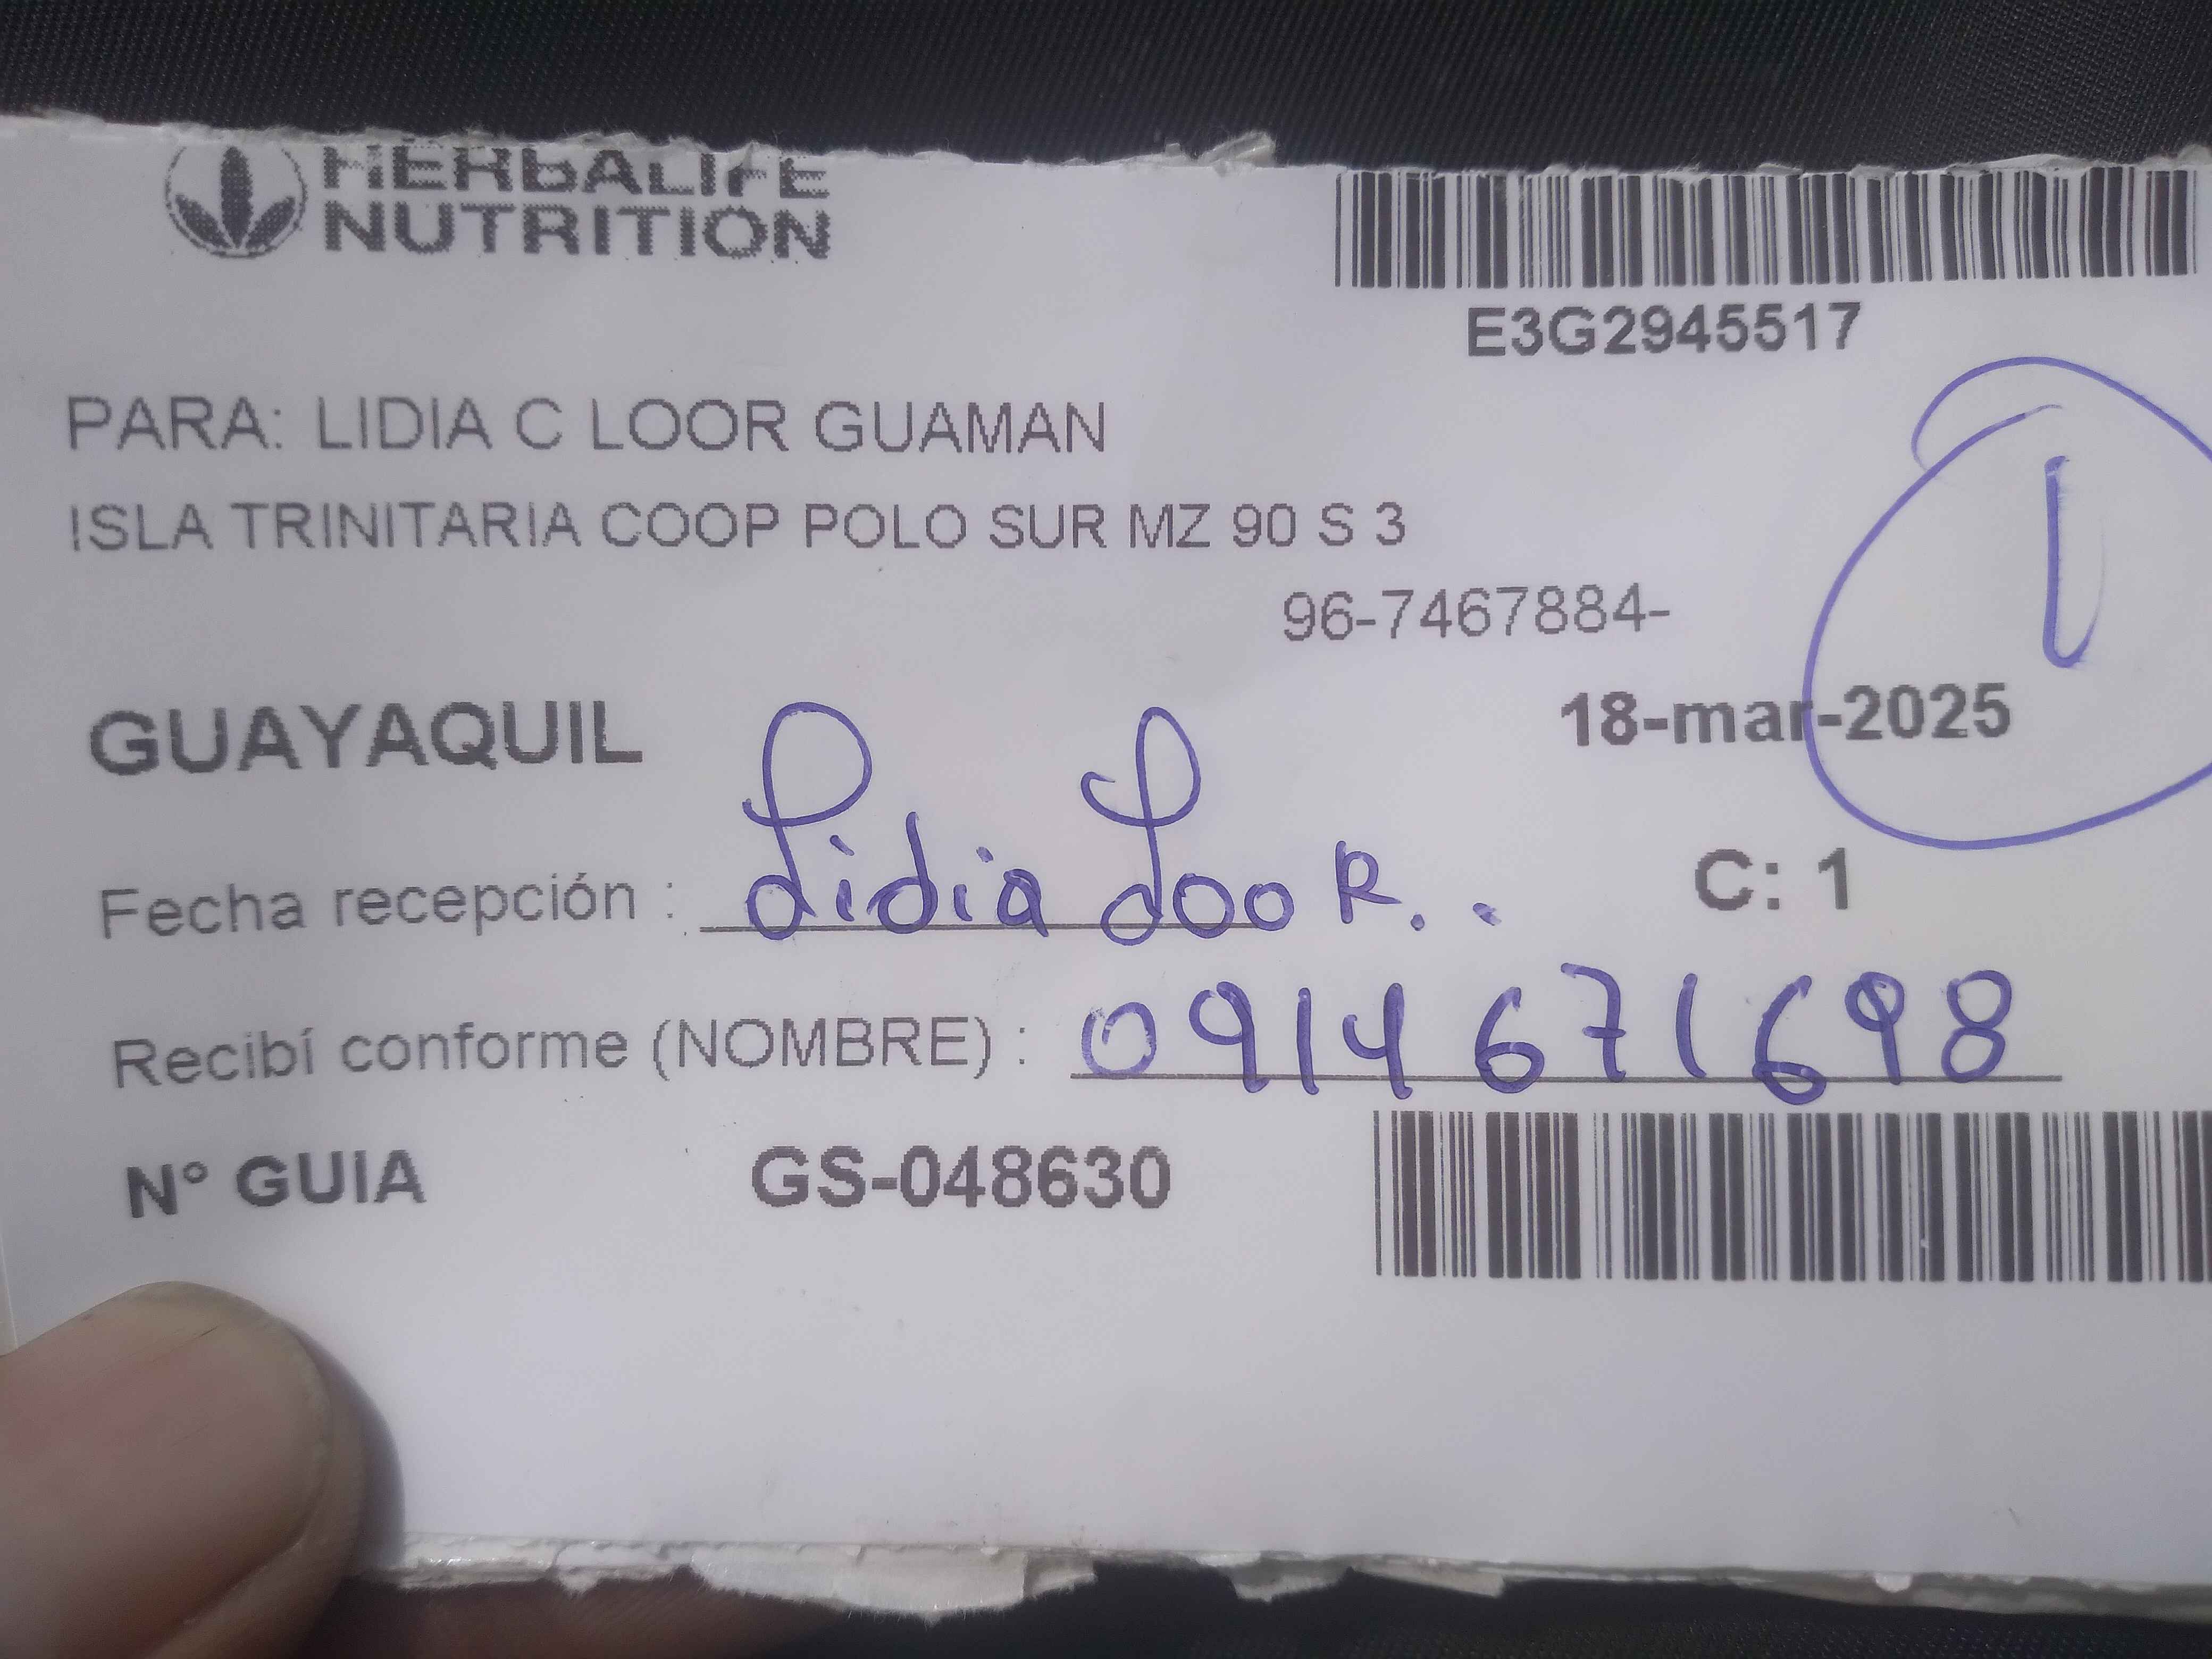 HERBALIFE
NUTRITION
E3G2945517
PARA: LIDIA C LOOR GUAMAN
ISLA TRINITARIA COOP POLO SUR MZ 90 S 3
96-7467884-
1
GUAYAQUIL
18-mar-2025
Fecha recepción : Lidia Loor..
C: 1
Recibí conforme (NOMBRE) : 0914671698
N° GUIA GS-048630